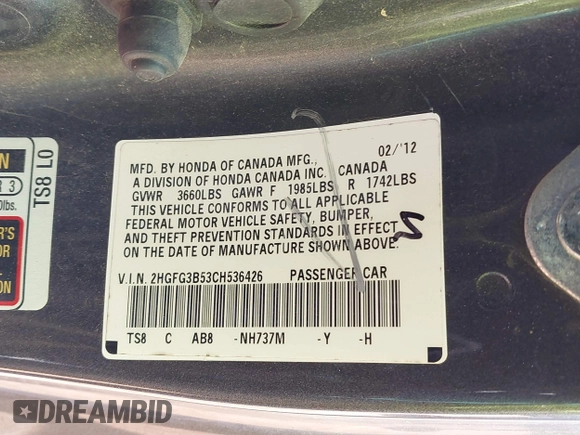 02/'12
MFD. BY HONDA OF CANADA MFG.,
A DIVISION OF HONDA CANADA INC. CANADA
GVWR 3660LBS GAWR F 1985LBS R 1742LBS
THIS VEHICLE CONFORMS TO ALL APPLICABLE
FEDERAL MOTOR VEHICLE SAFETY, BUMPER,
AND THEFT PREVENTION STANDARDS IN EFFECT
ON THE DATE OF MANUFACTURE SHOWN ABOVE.
V.I.N. 2HGFG3B53CH536426 PASSENGER CAR
TS8 C AB8 -NH737M -Y -H
TS8 L0
DREAMBID